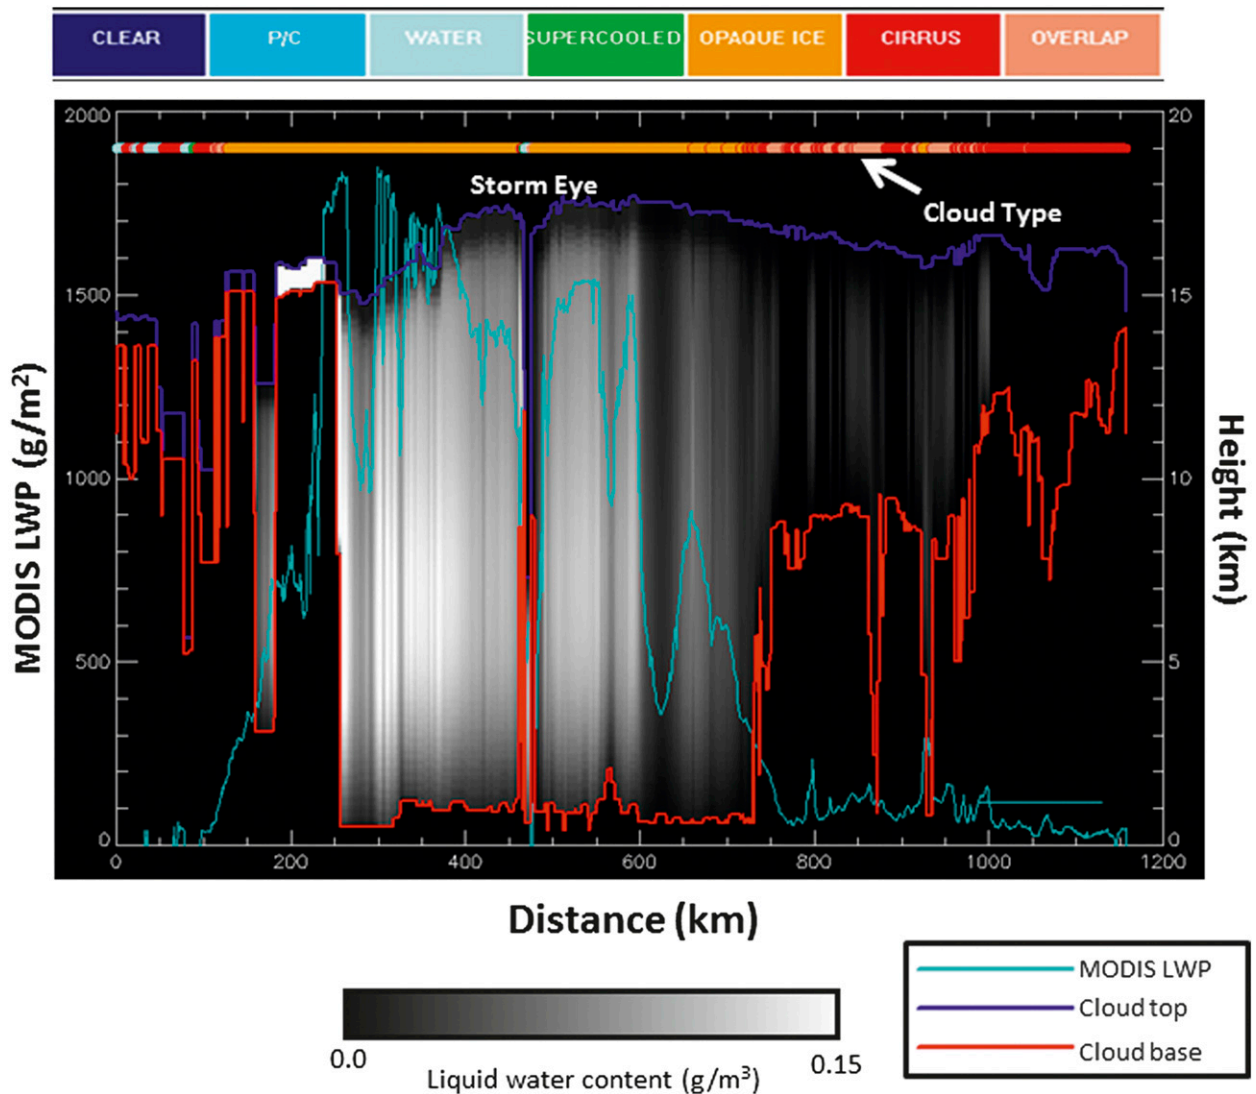 CLEAR P/C WATER SUPERCOOLED OPAQUE ICE CIRRUS OVERLAP
2000 20
Storm Eye
Cloud Type
1500 15
1000 10
500 5
0 0
MODIS LWP (g/m²)
Height (km)
0 200 400 600 800 1000 1200
Distance (km)
0.0 0.15
Liquid water content (g/m³)
MODIS LWP
Cloud top
Cloud base